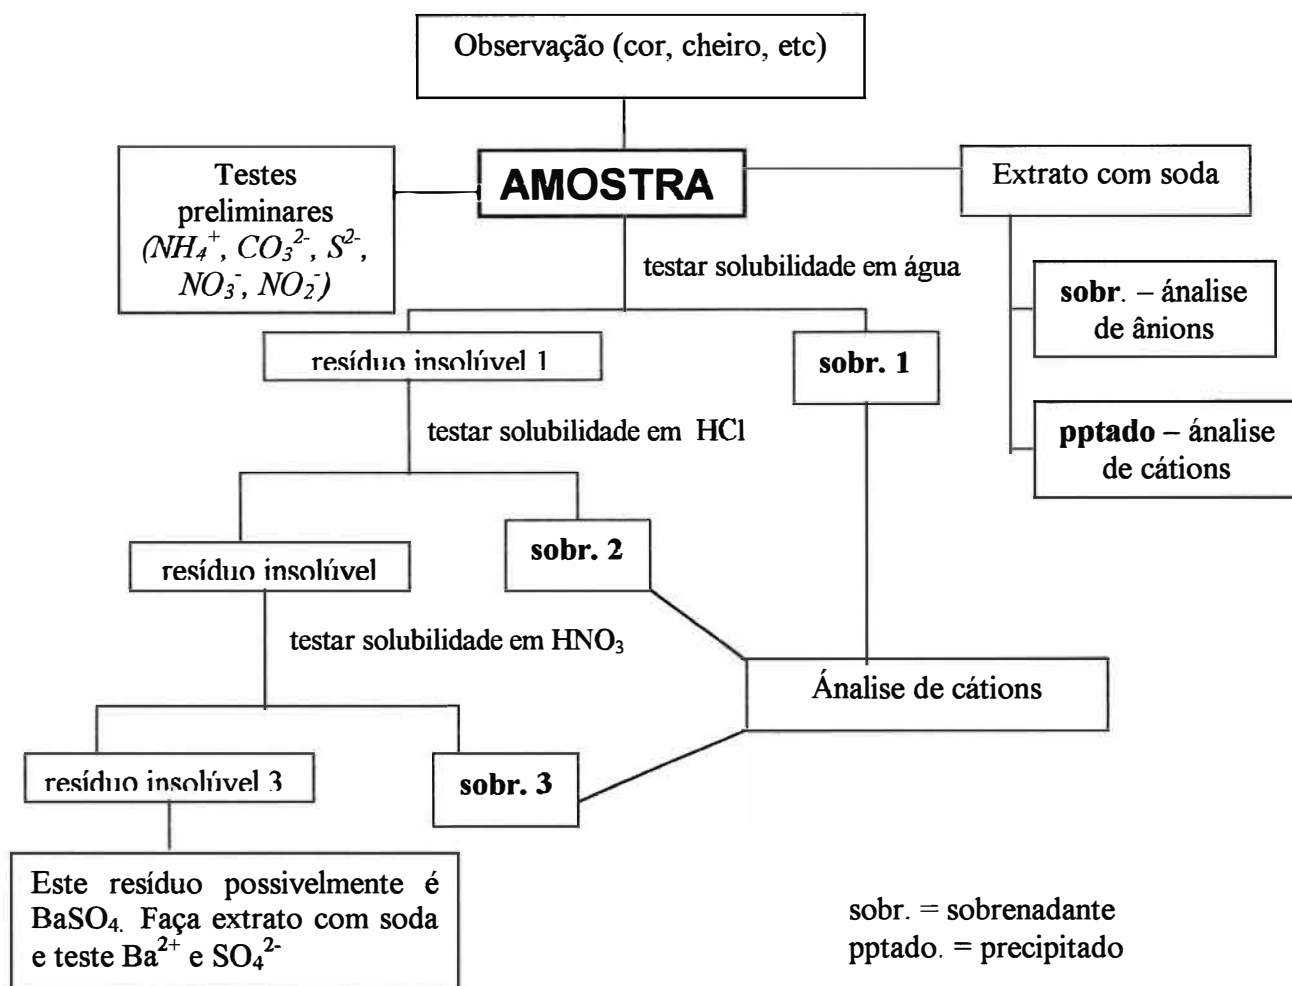 Observação (cor, cheiro, etc)
Testes
preliminares
(NH₄⁺, CO₃²⁻, S²⁻,
NO₃⁻, NO₂⁻)
AMOSTRA
Extrato com soda
testar solubilidade em água
sobr. – ánalise
de ânions
resíduo insolúvel 1
sobr. 1
pptado – ánalise
de cátions
testar solubilidade em HCl
resíduo insolúvel
sobr. 2
testar solubilidade em HNO₃
Ánalise de cátions
resíduo insolúvel 3
sobr. 3
Este resíduo possivelmente é
BaSO₄. Faça extrato com soda
e teste Ba²⁺ e SO₄²⁻
sobr. = sobrenadante
pptado. = precipitado